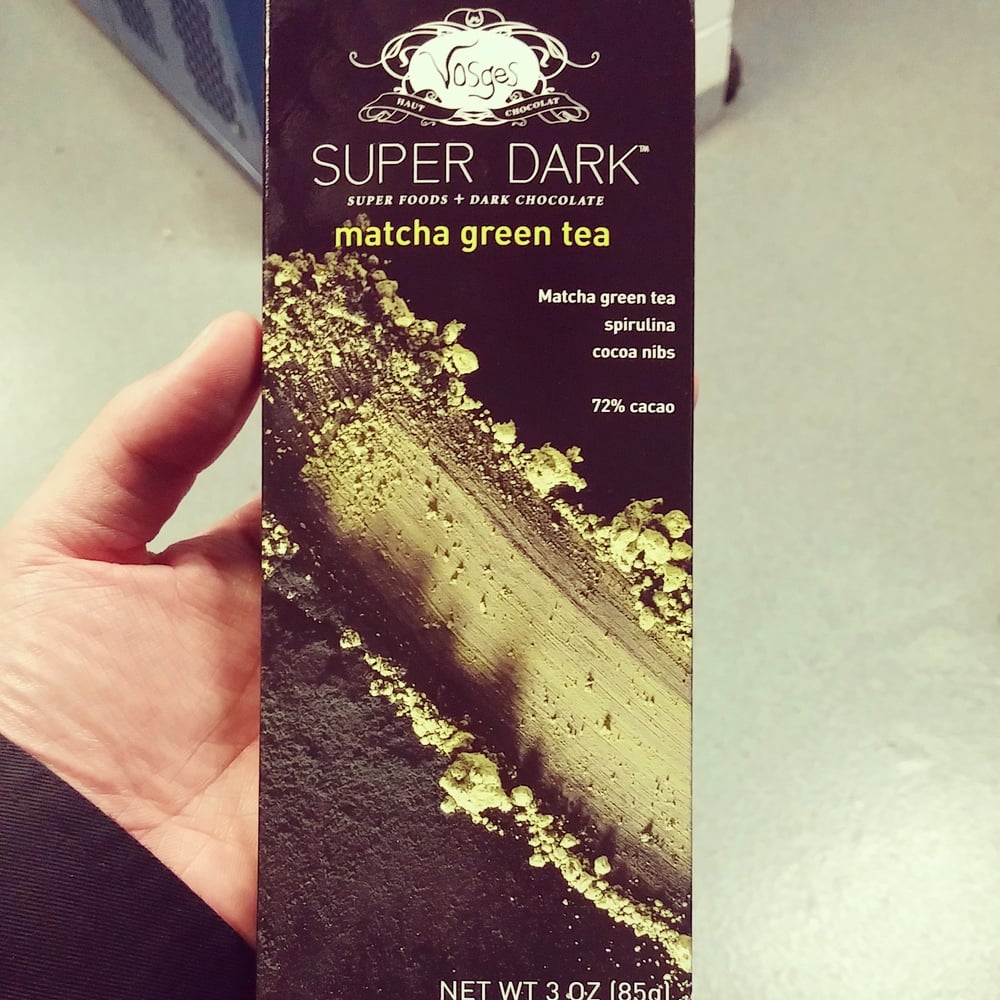 Vosges
HAUT CHOCOLAT
SUPER DARK™
SUPER FOODS + DARK CHOCOLATE
matcha green tea
Matcha green tea
spirulina
cocoa nibs
72% cacao
NET WT 3 OZ (85g)